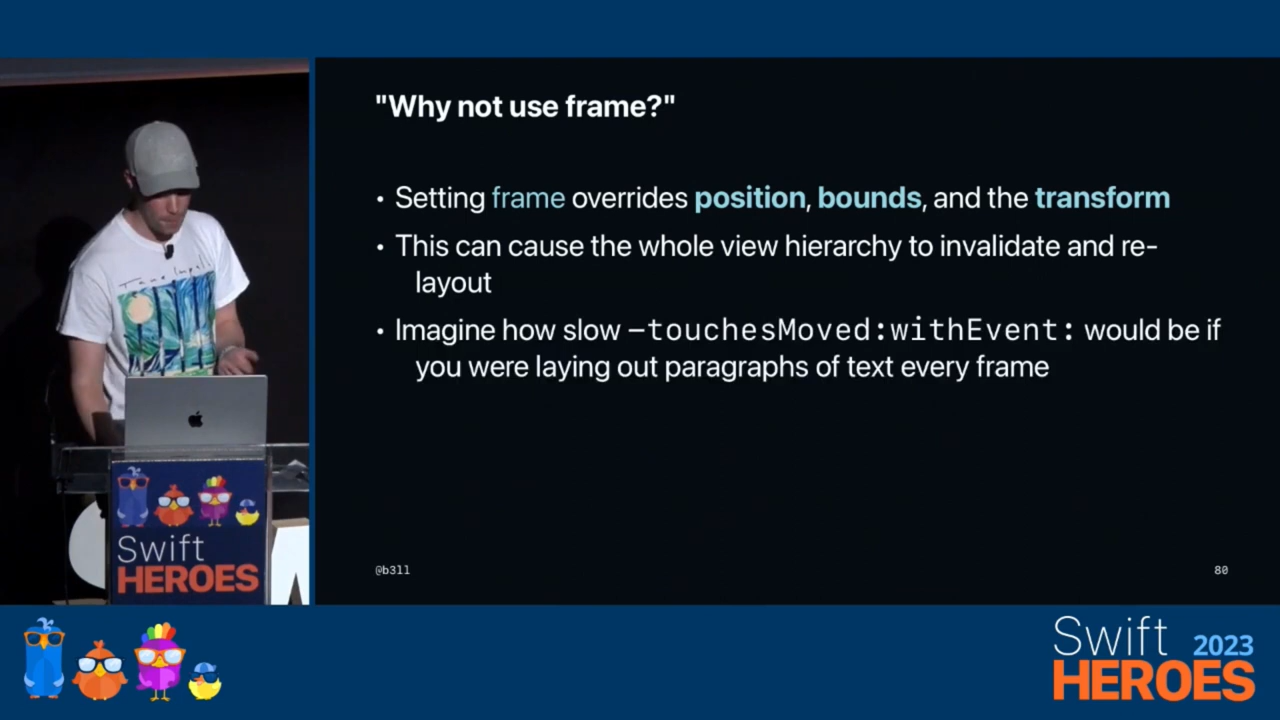 "Why not use frame?"
• Setting frame overrides position, bounds, and the transform
• This can cause the whole view hierarchy to invalidate and re-
layout
• Imagine how slow -touchesMoved:withEvent: would be if
you were laying out paragraphs of text every frame
@b3ll
80
Swift
HEROES
Swift 2023
HEROES